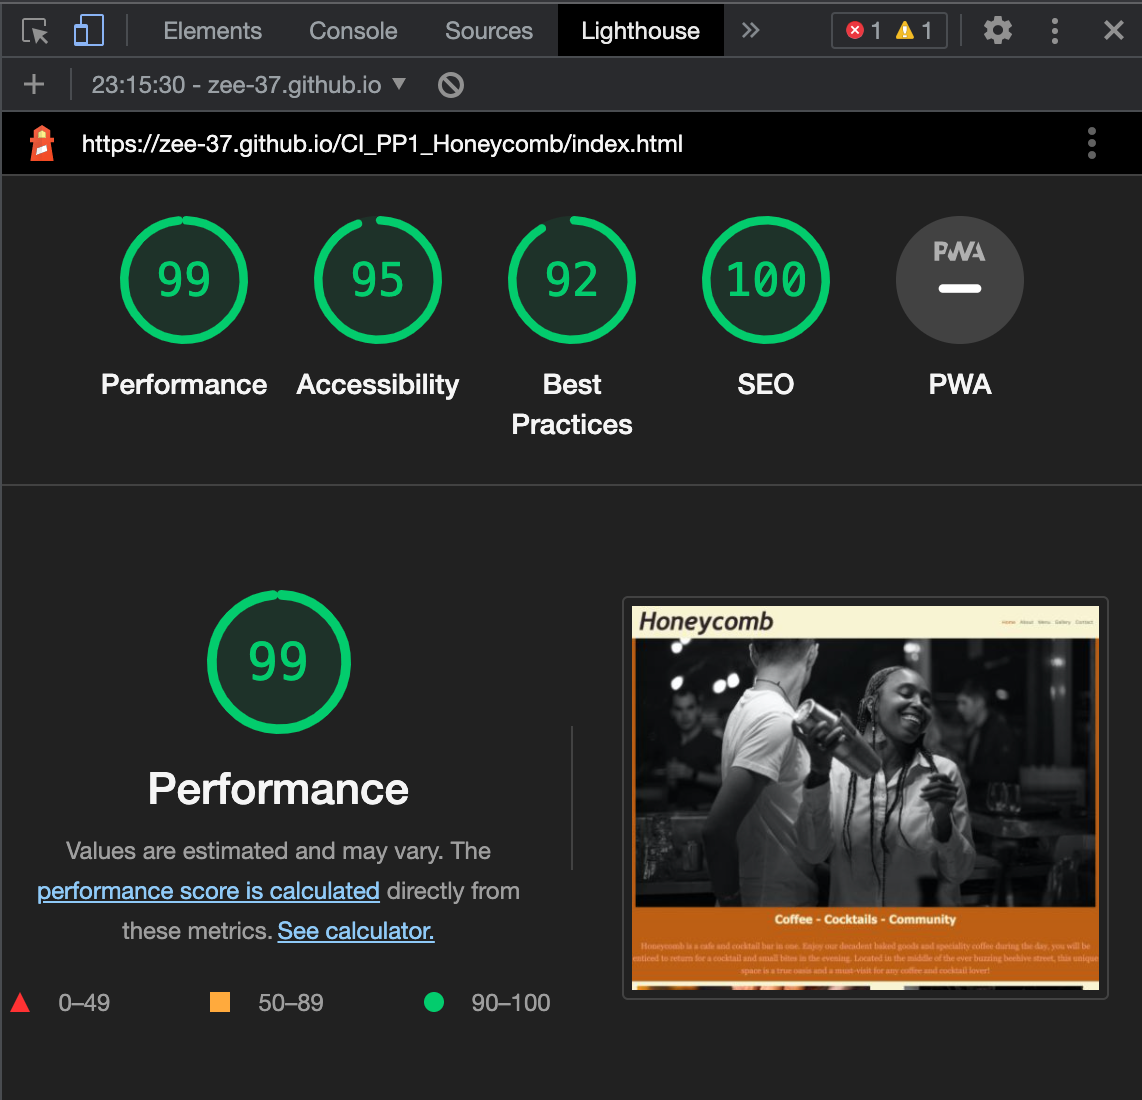 Elements Console Sources Lighthouse 1 1
23:15:30 - zee-37.github.io
https://zee-37.github.io/CI_PP1_Honeycomb/index.html
99 95 92 100 PWA
Performance Accessibility Best Practices SEO PWA
99
Performance
Values are estimated and may vary. The
performance score is calculated directly from
these metrics. See calculator.
0–49 50–89 90–100
Honeycomb
Home About Menu Gallery Contact
Coffee - Cocktails - Community
Honeycomb is a cafe and cocktail bar in one. Enjoy our decadent baked goods and speciality coffee during the day, you will be
enticed to return for a cocktail and small bites in the evening. Located in the middle of the ever buzzing beehive street, this unique
space is a true oasis and a must-visit for any coffee and cocktail lover!